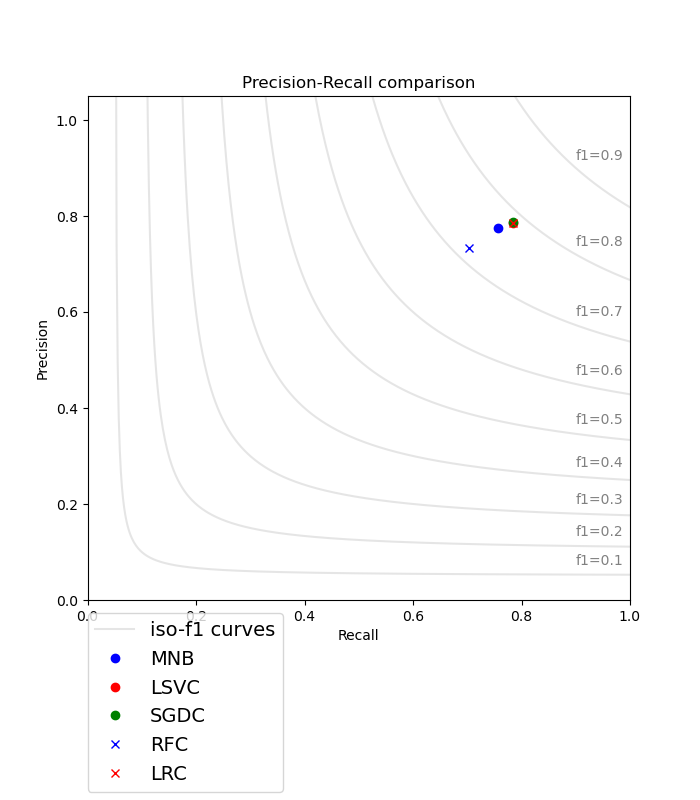 Precision-Recall comparison
1.0
f1=0.9
0.8
f1=0.8
f1=0.7
0.6
f1=0.6
Precision
0.4
f1=0.5
f1=0.4
0.2
f1=0.3
f1=0.2
f1=0.1
0.0
0.0 0.2 0.4 0.6 0.8 1.0
Recall
iso-f1 curves
MNB
LSVC
SGDC
RFC
LRC